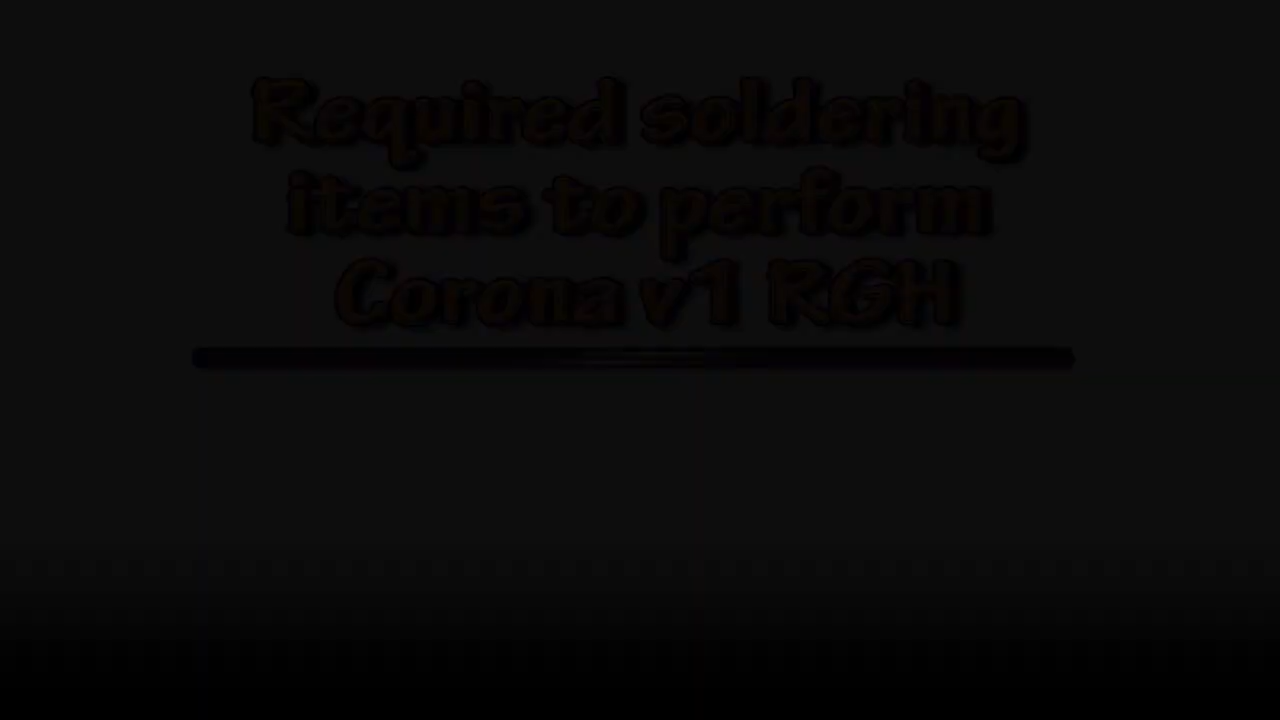 Required soldering
items to perform
Corona v1 RGH